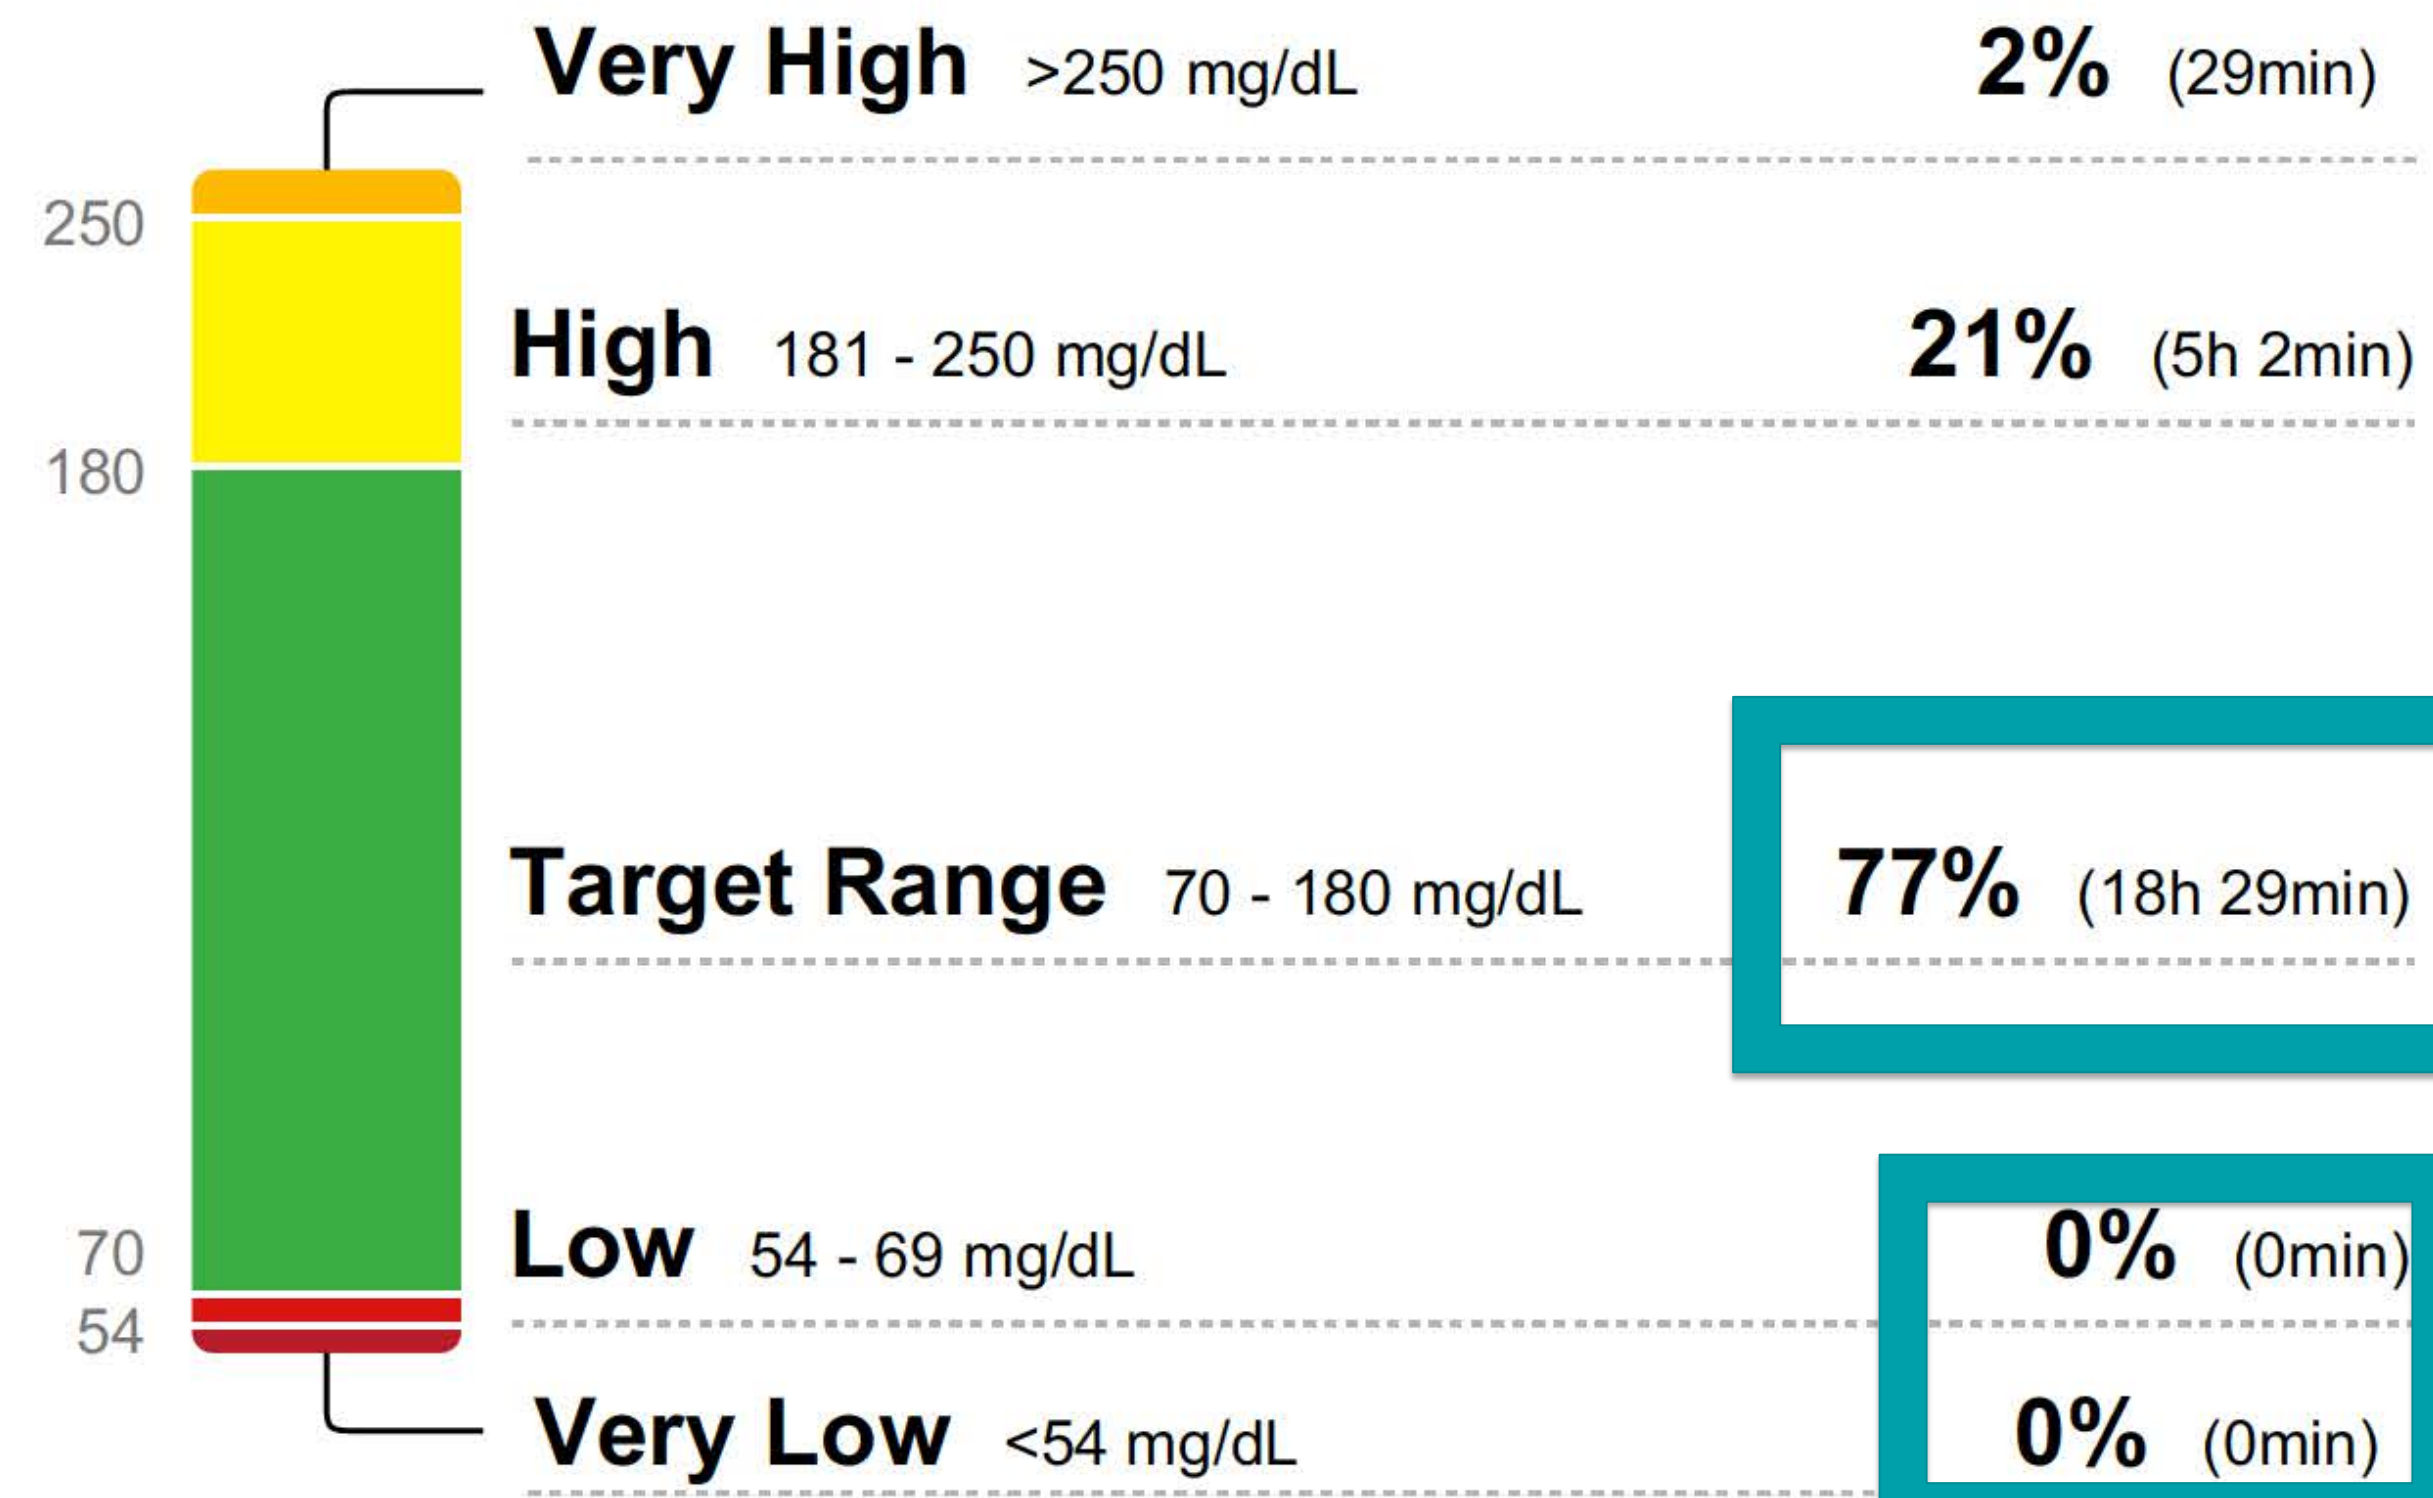 Very High >250 mg/dL 2% (29min)
250
High 181 - 250 mg/dL 21% (5h 2min)
180
Target Range 70 - 180 mg/dL 77% (18h 29min)
70
Low 54 - 69 mg/dL 0% (0min)
54
Very Low <54 mg/dL 0% (0min)